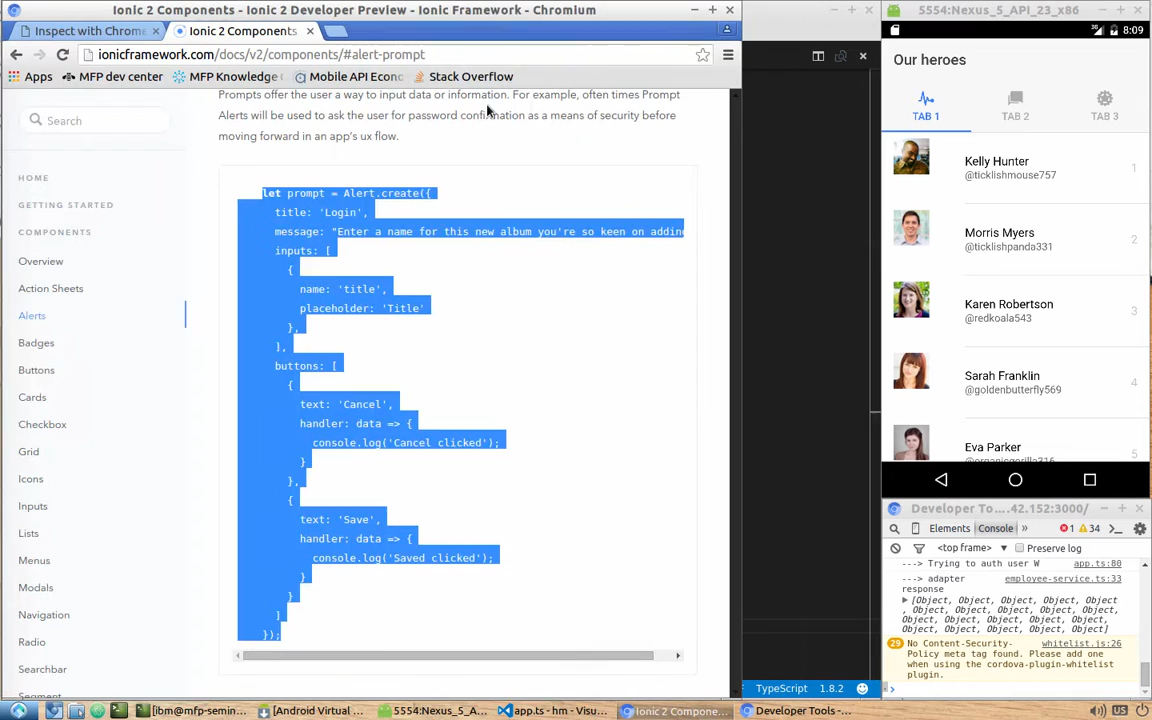 Ionic 2 Components - Ionic 2 Developer Preview - Ionic Framework - Chromium
Inspect with Chrome
Ionic 2 Components
ionicframework.com/docs/v2/components/#alert-prompt
Apps
MFP dev center
MFP Knowledge
Mobile API Econ
Stack Overflow
Prompts offer the user a way to input data or information. For example, often times Prompt
Alerts will be used to ask the user for password confirmation as a means of security before
moving forward in an app's ux flow.
Search
HOME
GETTING STARTED
COMPONENTS
Overview
Action Sheets
Alerts
Badges
Buttons
Cards
Checkbox
Grid
Icons
Inputs
Lists
Menus
Modals
Navigation
Radio
Searchbar
Segment
let prompt = Alert.create({
title: 'Login',
message: "Enter a name for this new album you're so keen on adding
inputs: [
{
name: 'title',
placeholder: 'Title'
},
],
buttons: [
{
text: 'Cancel',
handler: data => {
console.log('Cancel clicked');
}
},
{
text: 'Save',
handler: data => {
console.log('Saved clicked');
}
}
]
});
TypeScript 1.8.2
5554:Nexus_5_API_23_x86
8:09
Our heroes
TAB 1
TAB 2
TAB 3
Kelly Hunter
@ticklishmouse757
1
Morris Myers
@ticklishpanda331
2
Karen Robertson
@redkoala543
3
Sarah Franklin
@goldenbutterfly569
4
Eva Parker
@organicgorilla316
5
Developer To....42.152:3000/
Elements Console » 1 34
<top frame> ▼ Preserve log
---> Trying to auth user W app.ts:80
---> adapter employee-service.ts:33
response
[Object, Object, Object, Object, Object
, Object, Object, Object, Object,
Object, Object, Object, Object, Object,
Object, Object, Object, Object, Object]
29 No Content-Security- whitelist.js:26
Policy meta tag found. Please add one
when using the cordova-plugin-whitelist
plugin.
[ibm@mfp-semin...
[Android Virtual ...
5554:Nexus_5_A...
app.ts - hm - Visu...
Ionic 2 Compone...
Developer Tools -...
US